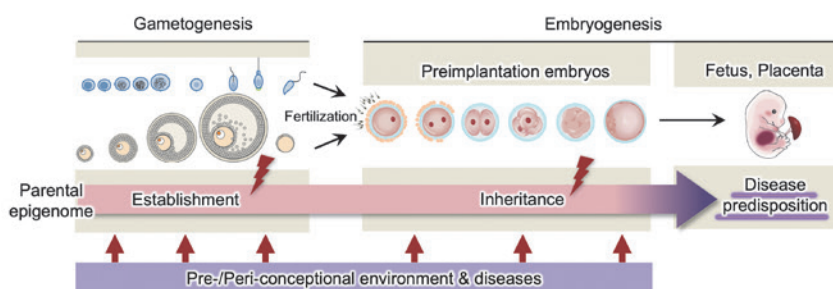 Gametogenesis
Embryogenesis
Preimplantation embryos
Fetus, Placenta
Fertilization
Parental
epigenome
Establishment
Inheritance
Disease
predisposition
Pre-/Peri-conceptional environment & diseases